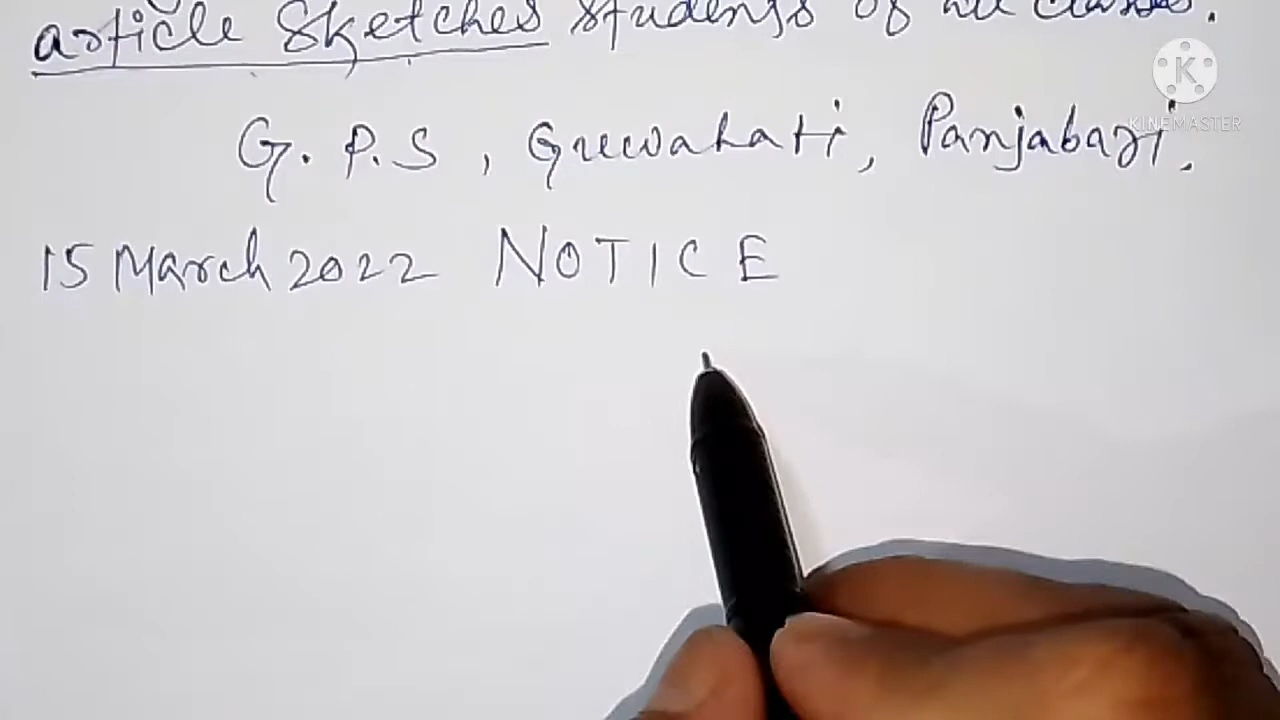 article Sketches students of all classes.
G.P.S, Guwahati, Panjabari.
15 March 2022 NOTICE
KINEMASTER